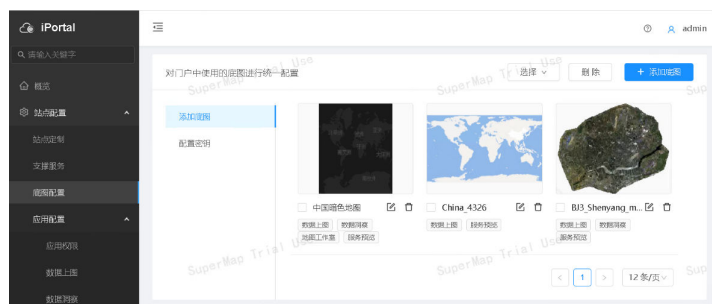 iPortal
admin
请输入关键字
概览
站点配置
站点定制
支撑服务
底图配置
应用配置
应用权限
数据上图
数据洞察
对门户中使用的底图进行统一配置
选择
删除
+ 添加底图
添加底图
配置密钥
中国暗色地图
数据上图 数据洞察
地图工作室 服务预览
China_4326
数据上图 服务预览
BJ3_Shenyang_m...
数据上图 数据洞察
服务预览
< 1 > 12 条/页
SuperMap Trial Use
SuperMap Trial Use
SuperMap Trial Use
SuperMap Trial Use
Sup
Sup